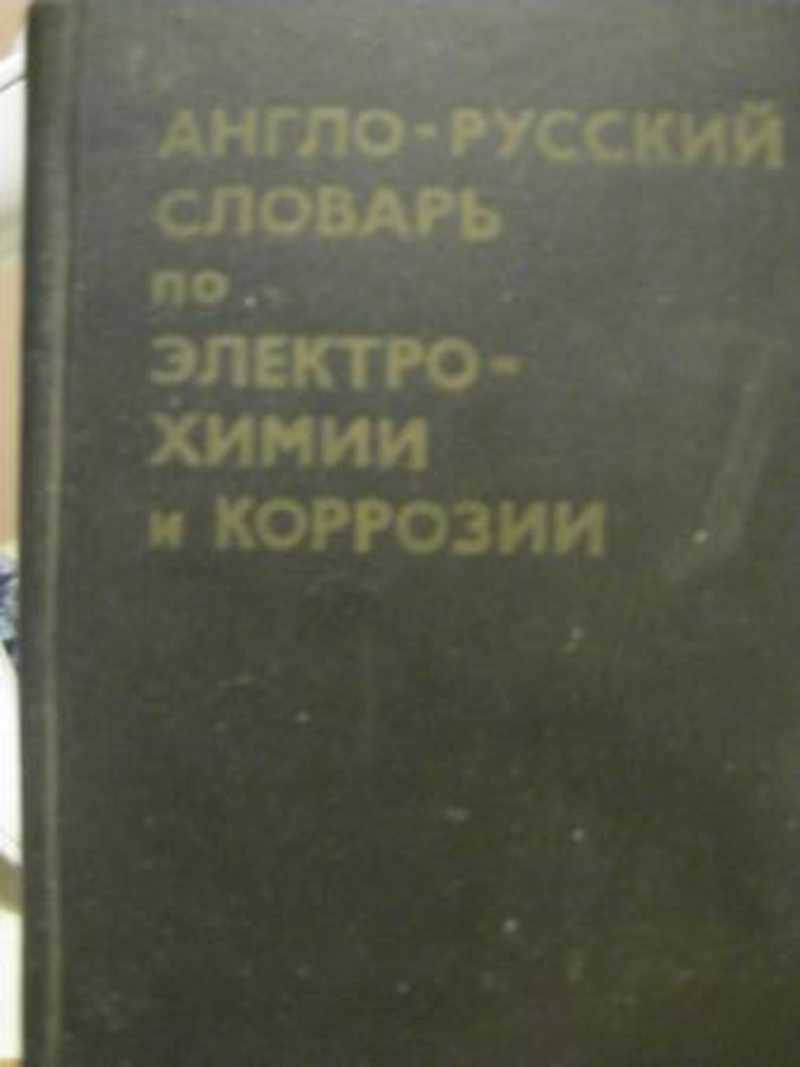 АНГЛО-РУССКИЙ
СЛОВАРЬ
по
ЭЛЕКТРО-
ХИМИИ
и КОРРОЗИИ